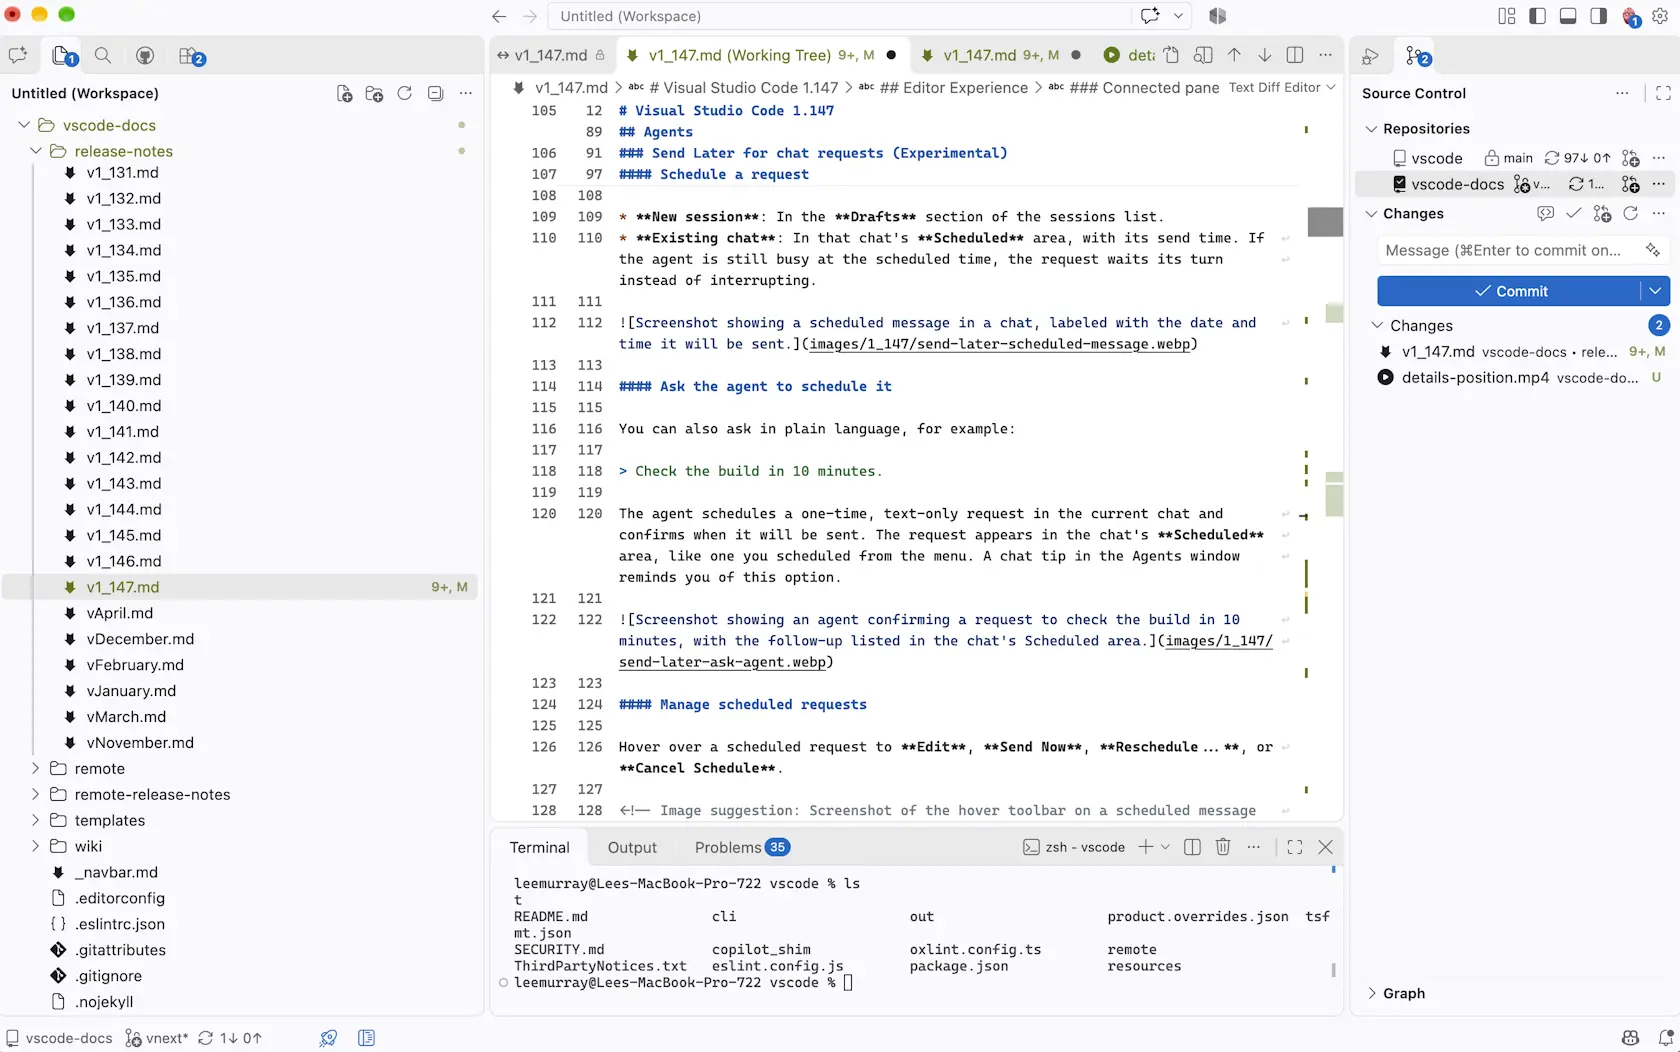 Untitled (Workspace)
1
1
2
v1_147.md
v1_147.md (Working Tree) 9+, M
v1_147.md 9+, M
deta
2
Untitled (Workspace)
vscode-docs
release-notes
v1_131.md
v1_132.md
v1_133.md
v1_134.md
v1_135.md
v1_136.md
v1_137.md
v1_138.md
v1_139.md
v1_140.md
v1_141.md
v1_142.md
v1_143.md
v1_144.md
v1_145.md
v1_146.md
v1_147.md 9+, M
vApril.md
vDecember.md
vFebruary.md
vJanuary.md
vMarch.md
vNovember.md
remote
remote-release-notes
templates
wiki
_navbar.md
.editorconfig
.eslintrc.json
.gitattributes
.gitignore
.nojekyll
v1_147.md > abc # Visual Studio Code 1.147 > abc ## Editor Experience > abc ### Connected pane Text Diff Editor
105 12 # Visual Studio Code 1.147
89 ## Agents
106 91 ### Send Later for chat requests (Experimental)
107 97 #### Schedule a request
108 108
109 109 * **New session**: In the **Drafts** section of the sessions list.
110 110 * **Existing chat**: In that chat's **Scheduled** area, with its send time. If
the agent is still busy at the scheduled time, the request waits its turn
instead of interrupting.
111 111
112 112 ![Screenshot showing a scheduled message in a chat, labeled with the date and
time it will be sent.](images/1_147/send-later-scheduled-message.webp)
113 113
114 114 #### Ask the agent to schedule it
115 115
116 116 You can also ask in plain language, for example:
117 117
118 118 > Check the build in 10 minutes.
119 119
120 120 The agent schedules a one-time, text-only request in the current chat and
confirms when it will be sent. The request appears in the chat's **Scheduled**
area, like one you scheduled from the menu. A chat tip in the Agents window
reminds you of this option.
121 121
122 122 ![Screenshot showing an agent confirming a request to check the build in 10
minutes, with the follow-up listed in the chat's Scheduled area.](images/1_147/
send-later-ask-agent.webp)
123 123
124 124 #### Manage scheduled requests
125 125
126 126 Hover over a scheduled request to **Edit**, **Send Now**, **Reschedule...**, or
**Cancel Schedule**.
127 127
128 128 <!-- Image suggestion: Screenshot of the hover toolbar on a scheduled message
Terminal Output Problems 35 zsh - vscode
leemurray@Lees-MacBook-Pro-722 vscode % ls
t
README.md cli out product.overrides.json tsf
mt.json
SECURITY.md copilot_shim oxlint.config.ts remote
ThirdPartyNotices.txt eslint.config.js package.json resources
leemurray@Lees-MacBook-Pro-722 vscode %
Source Control
Repositories
vscode main 97↓ 0↑
vscode-docs v... 1...
Changes
Message (⌘Enter to commit on...
Commit
Changes 2
v1_147.md vscode-docs • rele... 9+, M
details-position.mp4 vscode-do... U
Graph
vscode-docs vnext* 1↓ 0↑